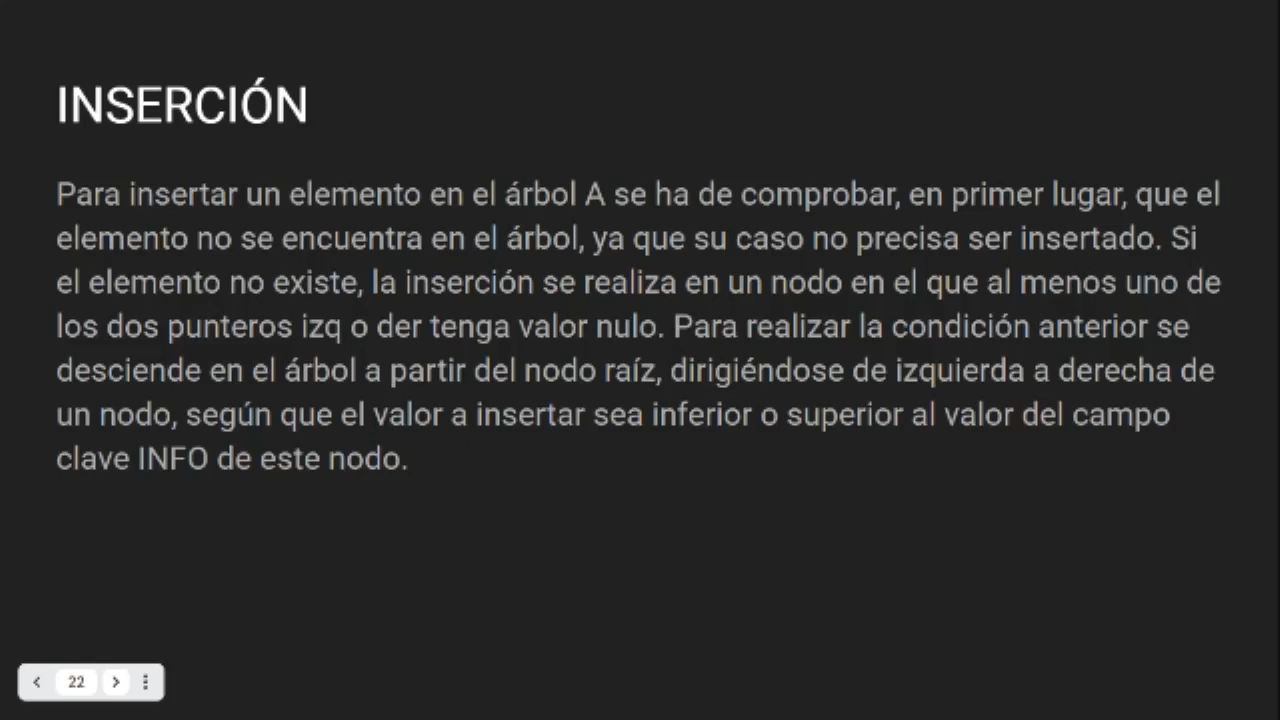 INSERCIÓN
Para insertar un elemento en el árbol A se ha de comprobar, en primer lugar, que el
elemento no se encuentra en el árbol, ya que su caso no precisa ser insertado. Si
el elemento no existe, la inserción se realiza en un nodo en el que al menos uno de
los dos punteros izq o der tenga valor nulo. Para realizar la condición anterior se
desciende en el árbol a partir del nodo raíz, dirigiéndose de izquierda a derecha de
un nodo, según que el valor a insertar sea inferior o superior al valor del campo
clave INFO de este nodo.
22